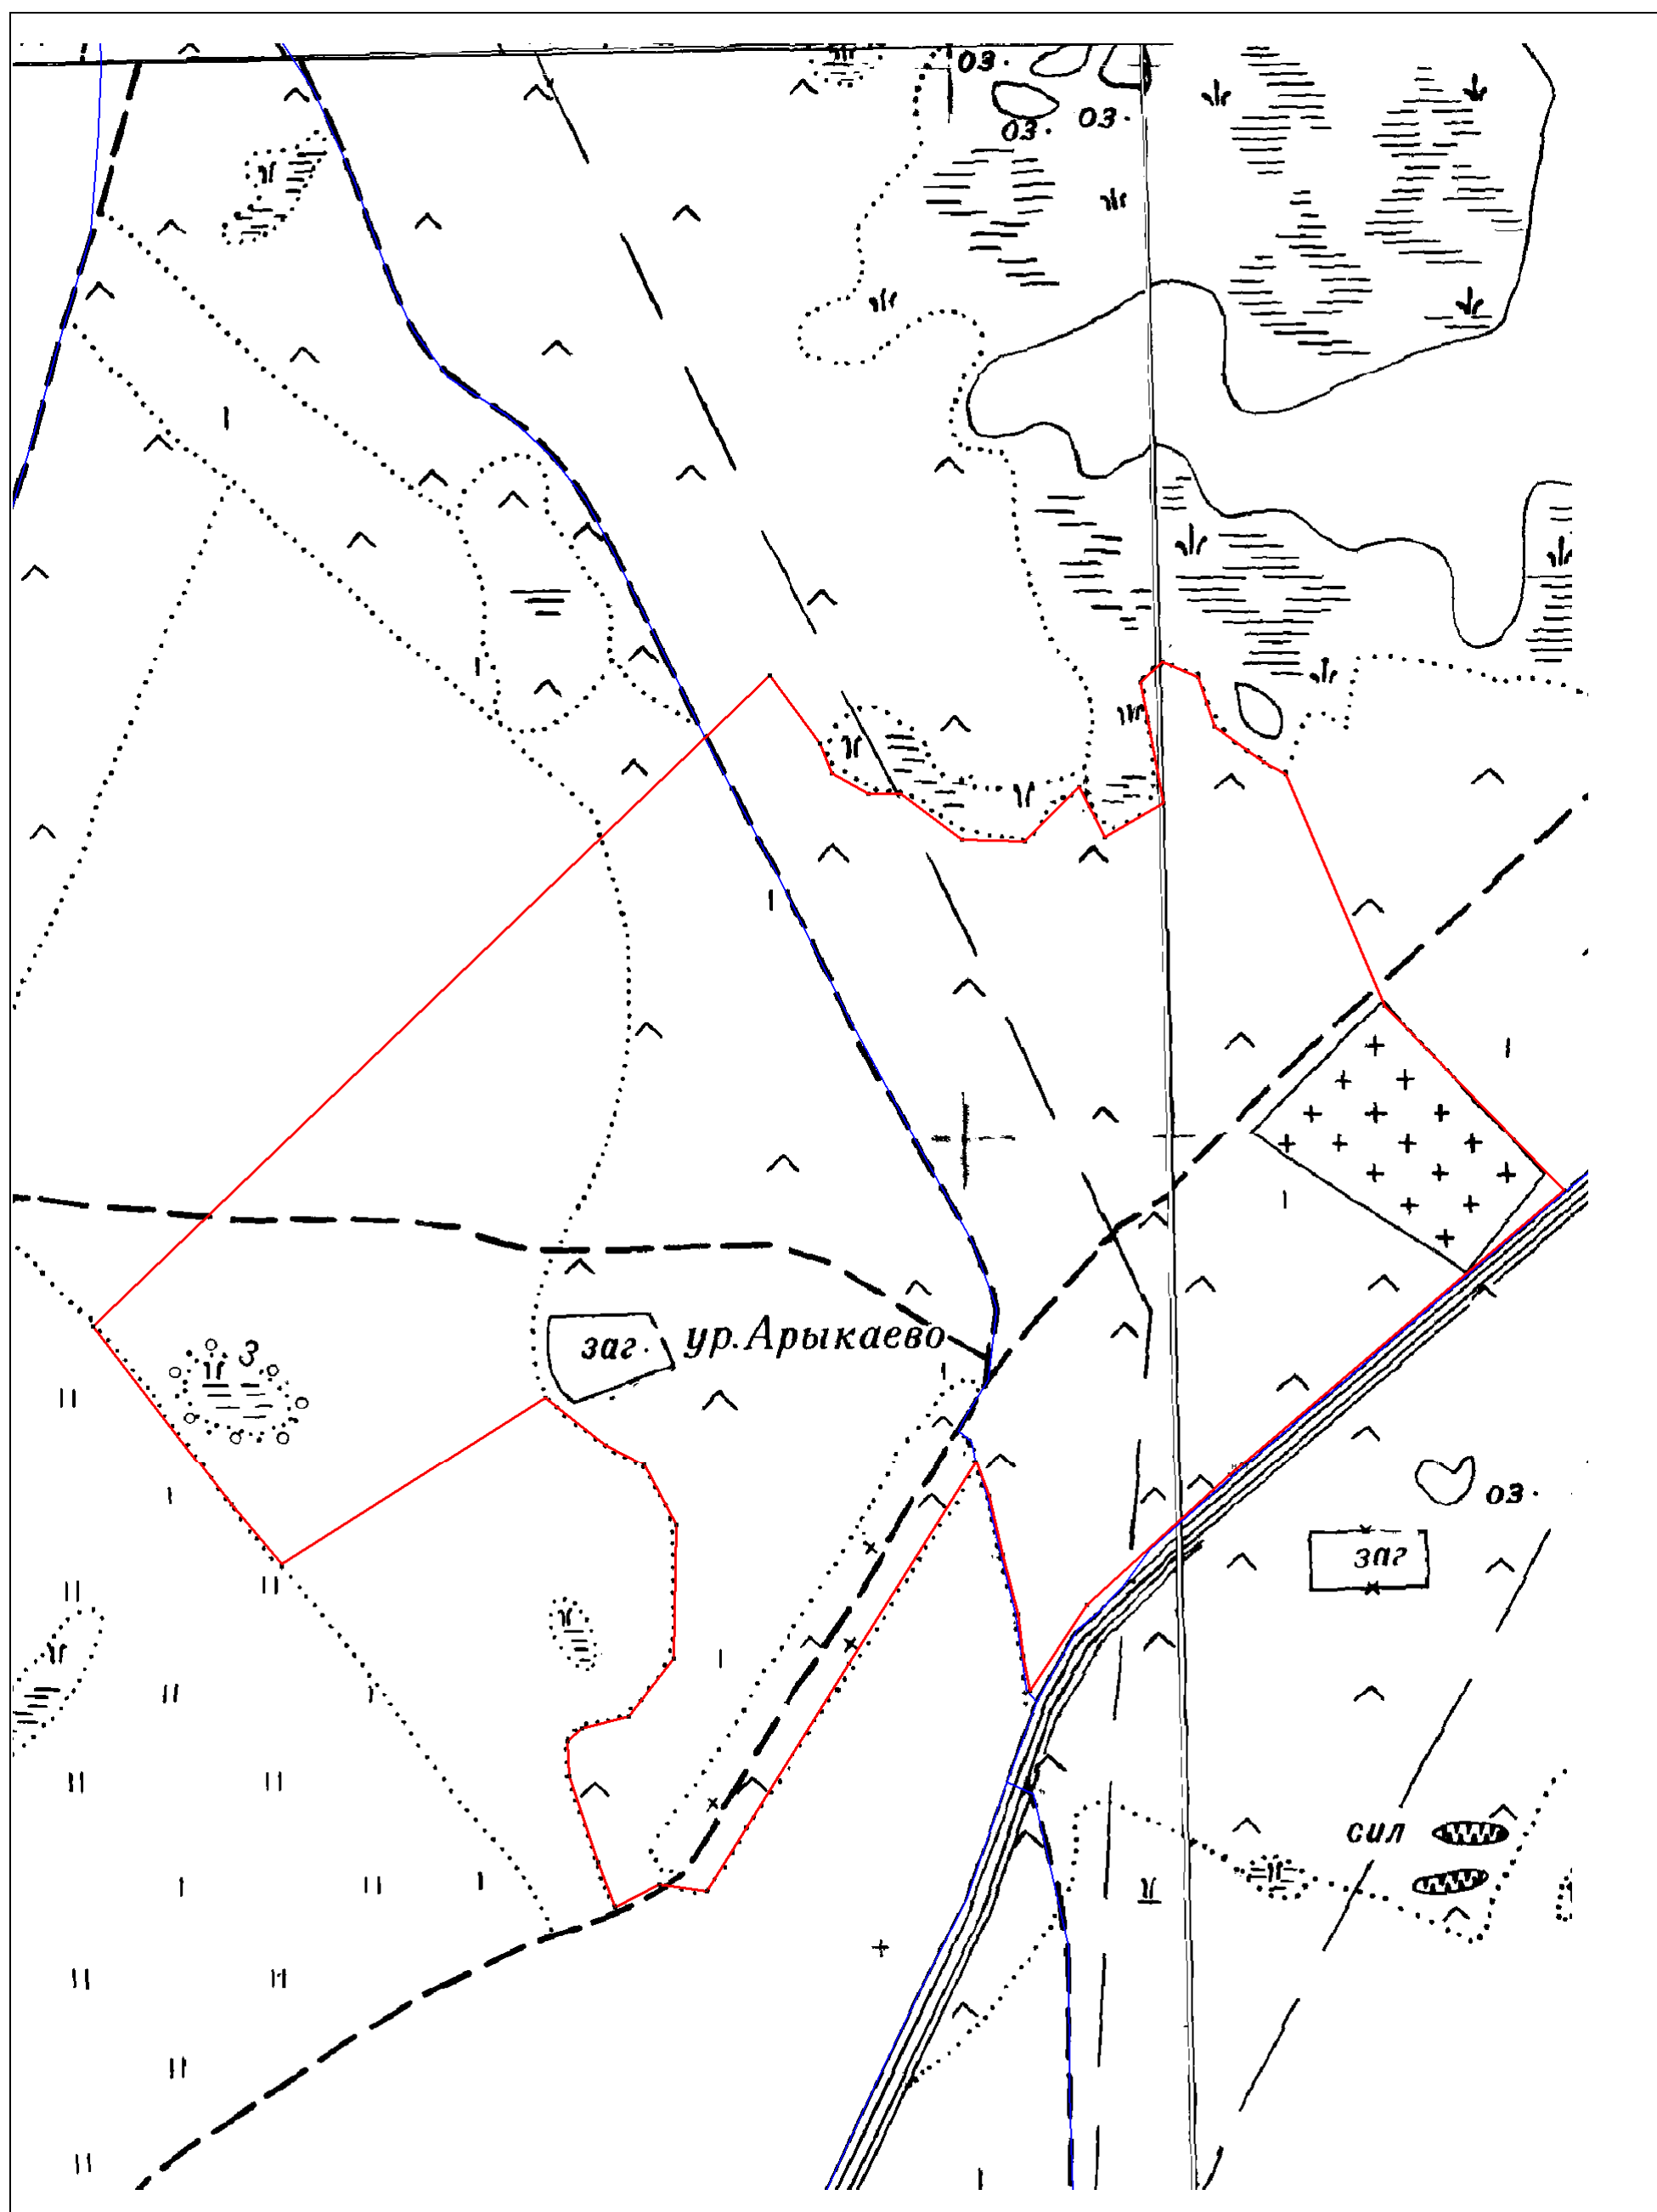 оз.
оз. оз.
З
заг. ур.Арыкаево
оз.
заг
сил